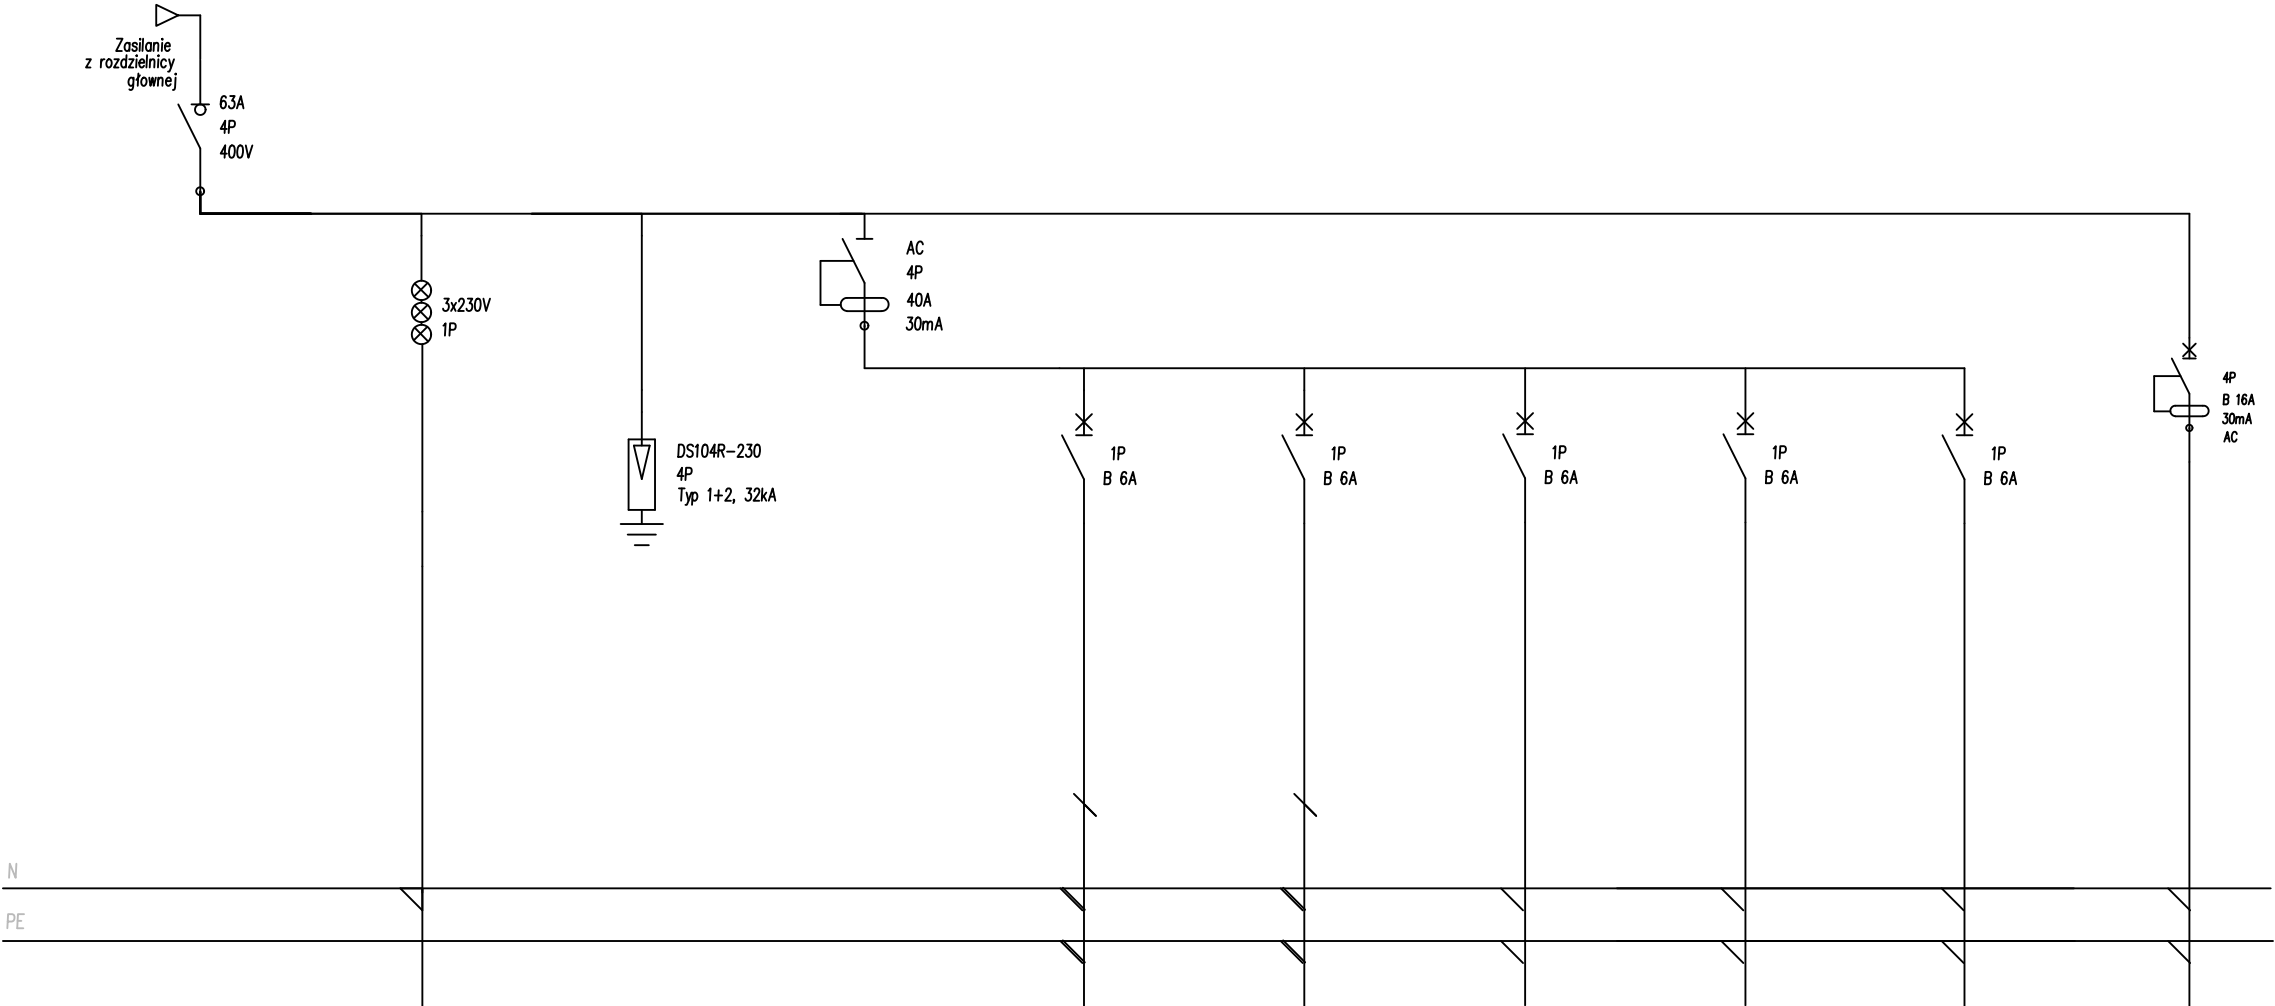 Zasilanie
z rozdzielnicy
głownej
63A
4P
400V
3x230V
1P
DS104R-230
4P
Typ 1+2, 32kA
AC
4P
40A
30mA
1P
B 6A
1P
B 6A
1P
B 6A
1P
B 6A
1P
B 6A
4P
B 16A
30mA
AC
N
PE